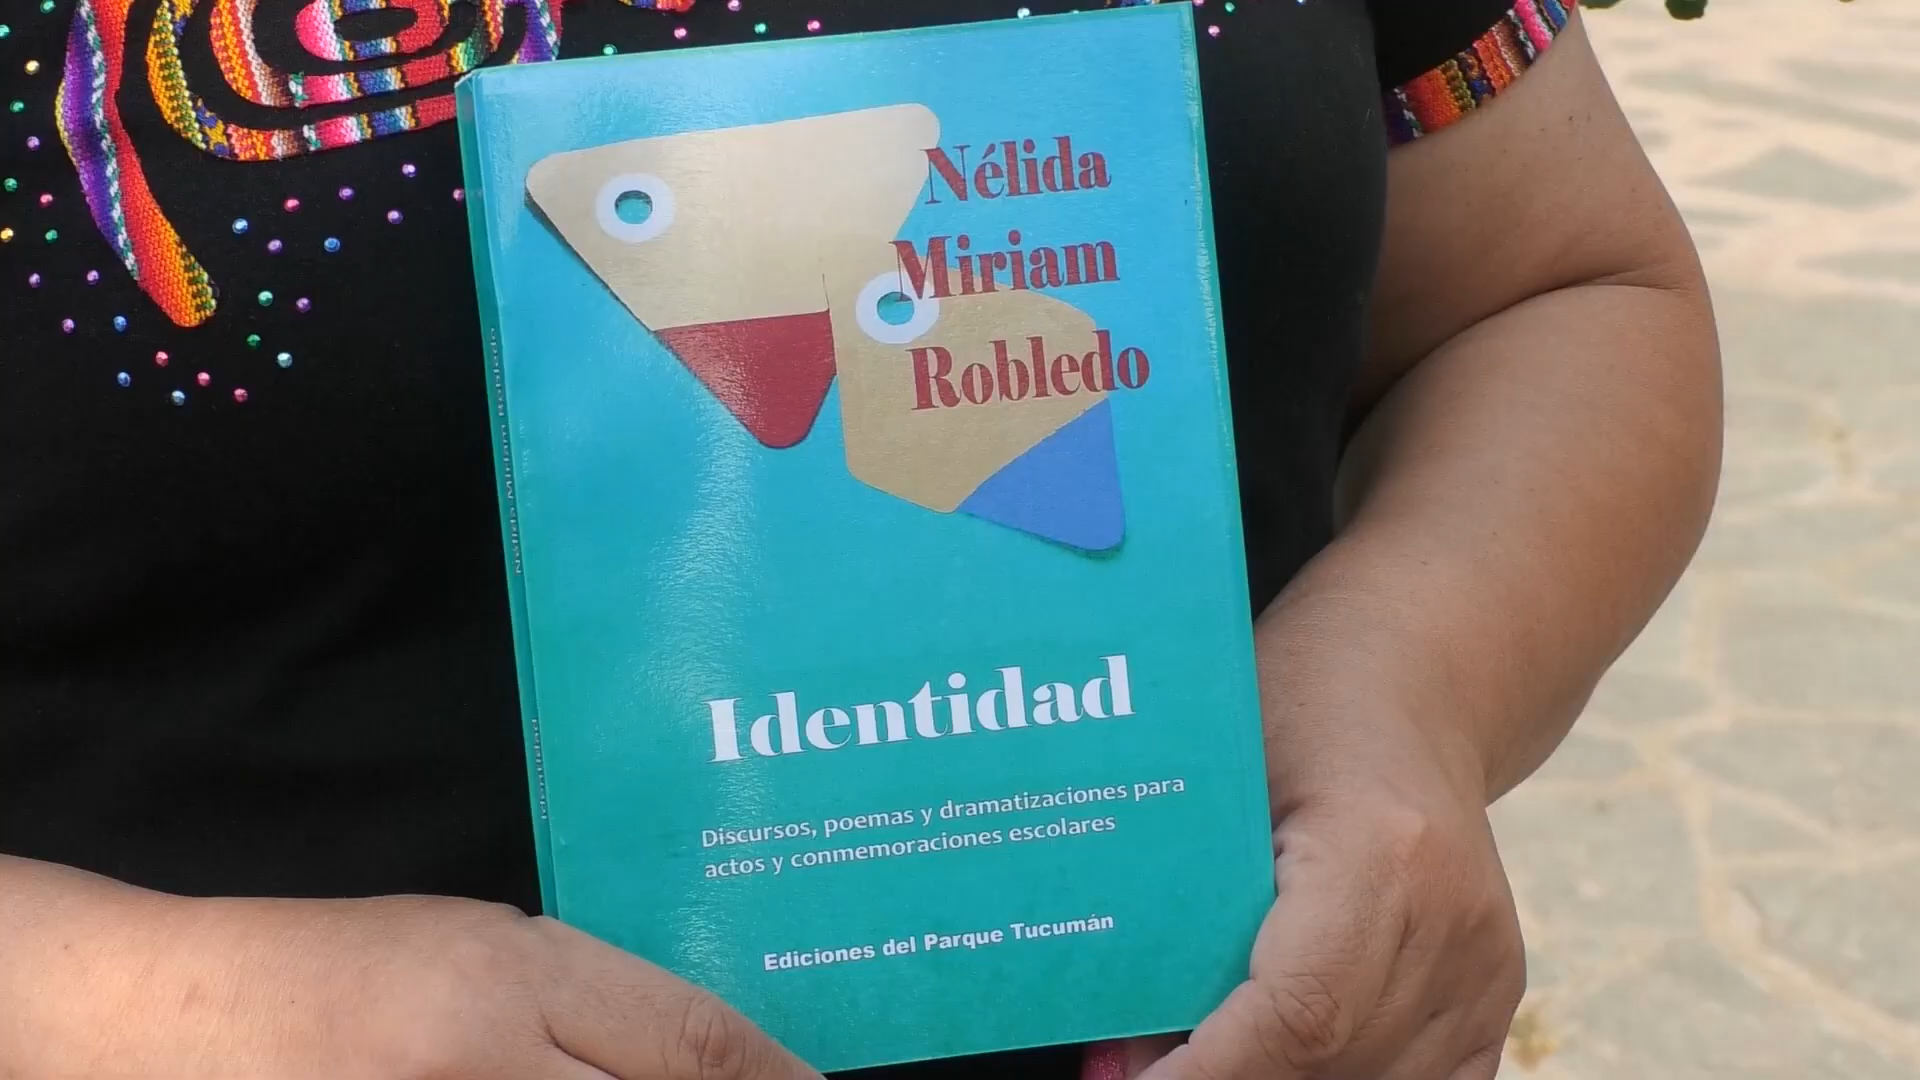 Nélida
Miriam
Robledo
Identidad
Discursos, poemas y dramatizaciones para
actos y conmemoraciones escolares
Ediciones del Parque Tucumán
Nélida Miriam Robledo
Identidad